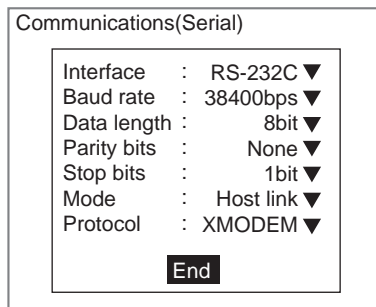 Communications(Serial)
Interface : RS-232C ▼
Baud rate : 38400bps ▼
Data length : 8bit ▼
Parity bits : None ▼
Stop bits : 1bit ▼
Mode : Host link ▼
Protocol : XMODEM ▼
End